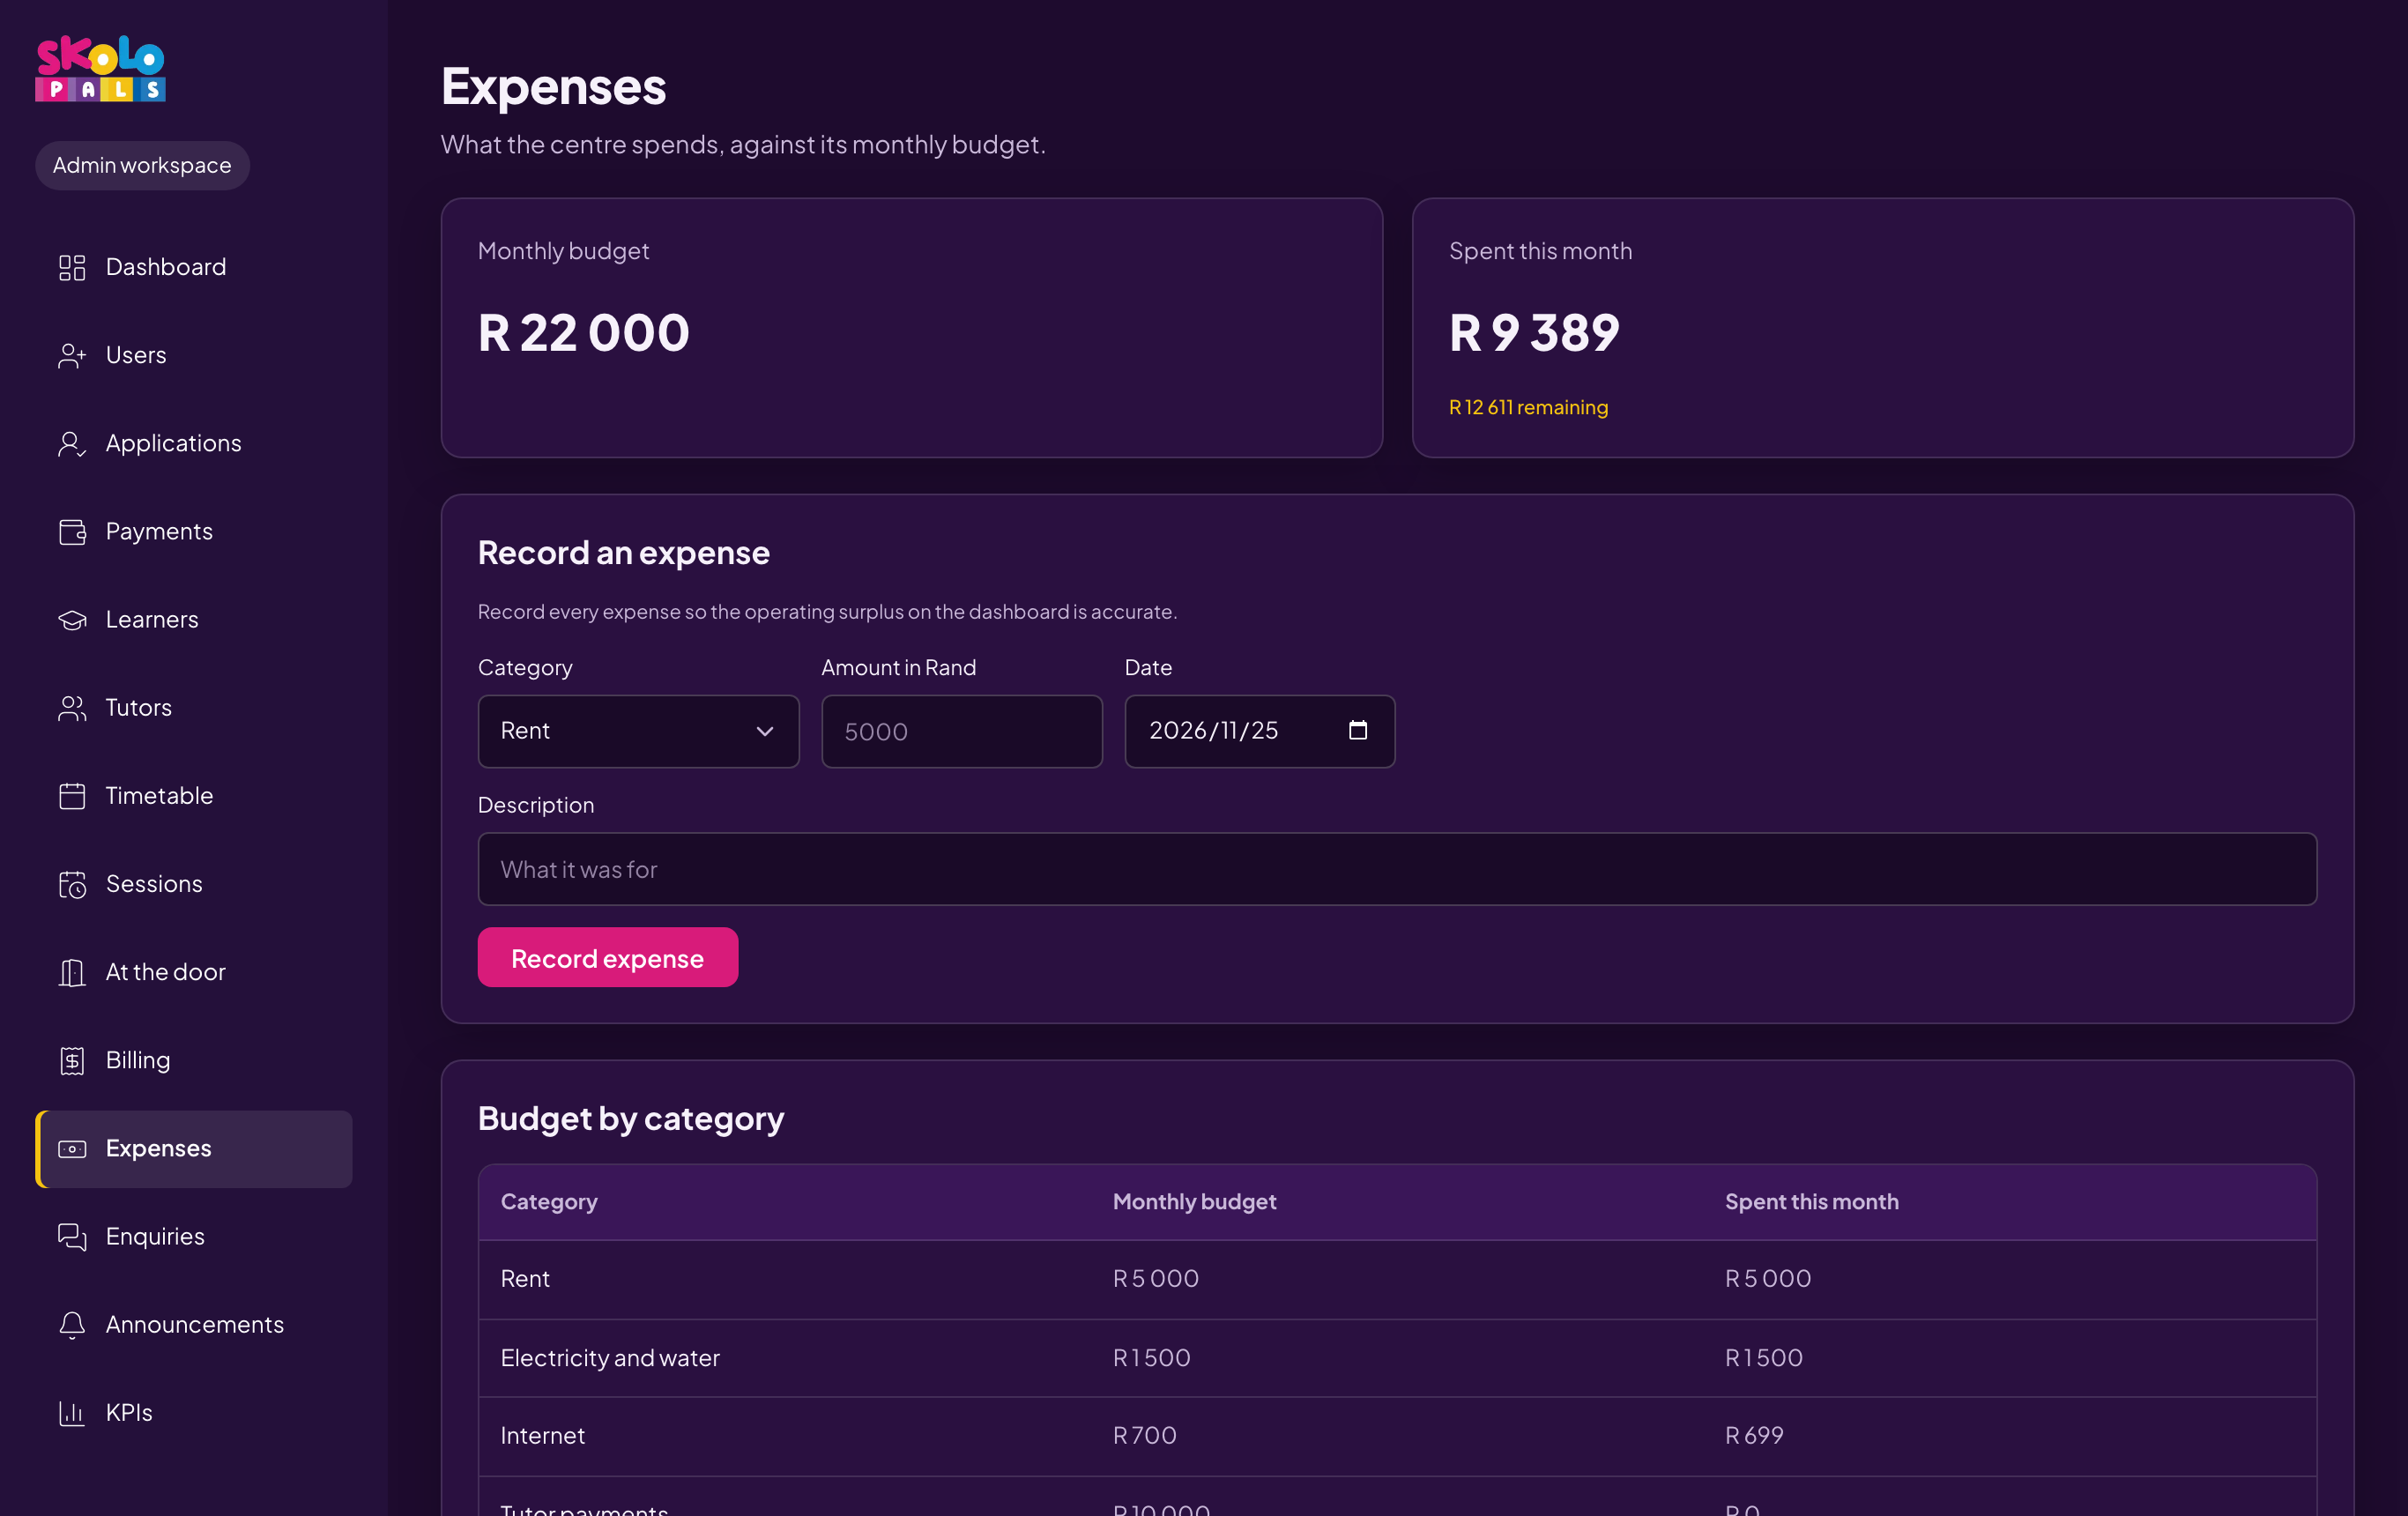 SKOLO
PALS
Admin workspace
Dashboard
Users
Applications
Payments
Learners
Tutors
Timetable
Sessions
At the door
Billing
Expenses
Enquiries
Announcements
KPIs
Expenses
What the centre spends, against its monthly budget.
Monthly budget
R 22 000
Spent this month
R 9 389
R 12 611 remaining
Record an expense
Record every expense so the operating surplus on the dashboard is accurate.
Category Amount in Rand Date
Rent 5000 2026/11/25
Description
What it was for
Record expense
Budget by category
Category Monthly budget Spent this month
Rent R 5 000 R 5 000
Electricity and water R 1 500 R 1 500
Internet R 700 R 699
Tutor payments R 10 000 R 0